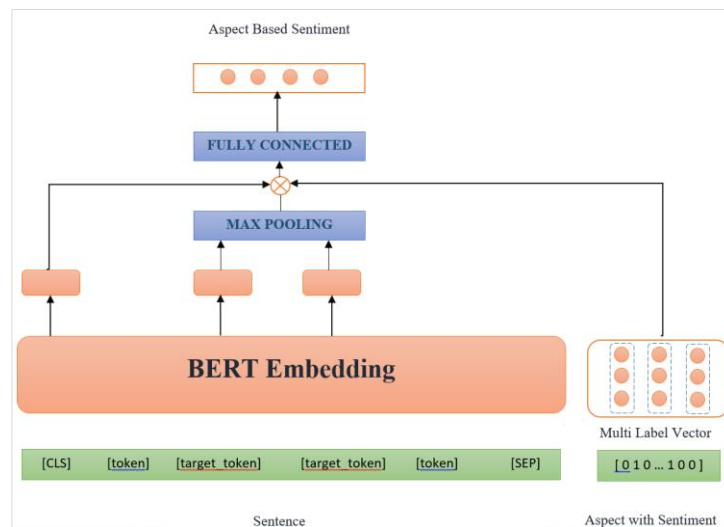 Aspect Based Sentiment
FULLY CONNECTED
MAX POOLING
BERT Embedding
Multi Label Vector
[CLS] [token] [target_token] [target_token] [token] [SEP]
[ 0 1 0 ... 1 0 0 ]
Sentence
Aspect with Sentiment